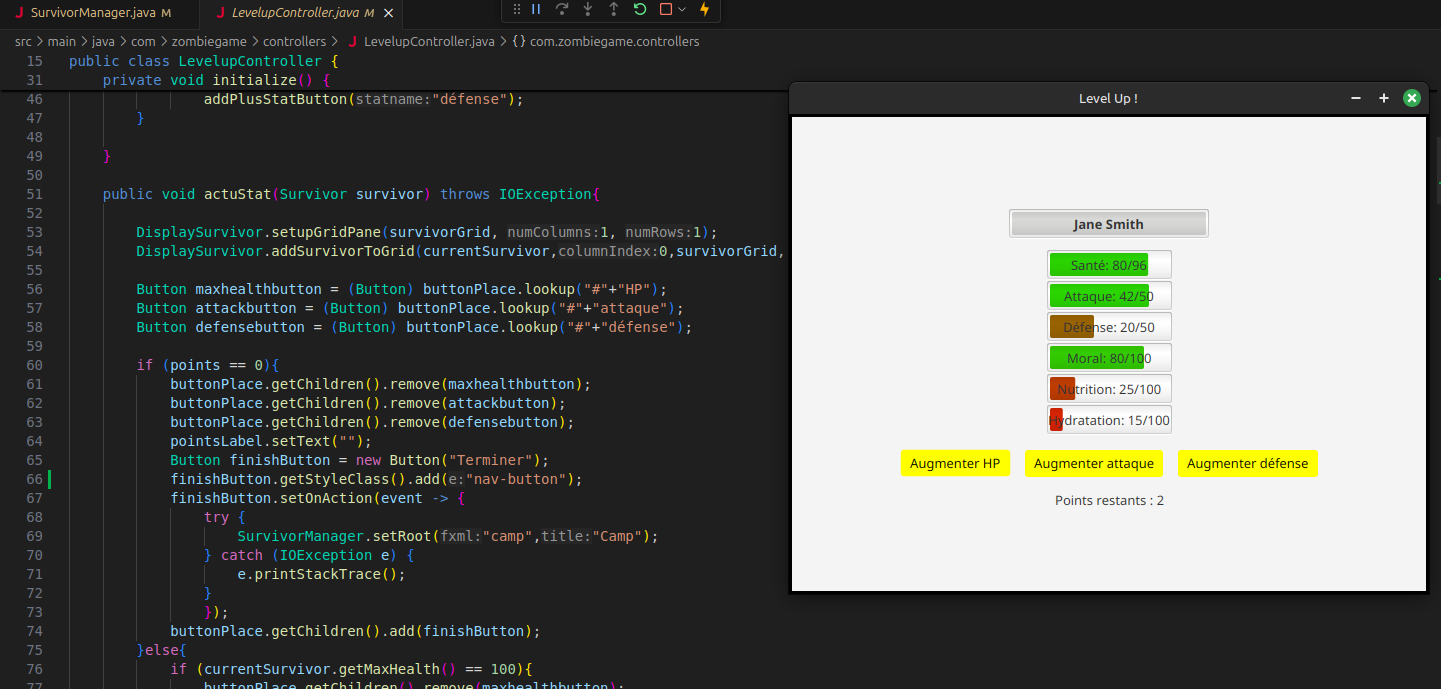 SurvivorManager.java M
LevelupController.java M
src > main > java > com > zombiegame > controllers > LevelupController.java > {} com.zombiegame.controllers
15 public class LevelupController {
31 private void initialize() {
46 addPlusStatButton(statname:"défense");
47 }
48
49 }
50
51 public void actuStat(Survivor survivor) throws IOException{
52
53 DisplaySurvivor.setupGridPane(survivorGrid, numColumns:1, numRows:1);
54 DisplaySurvivor.addSurvivorToGrid(currentSurvivor,columnIndex:0,survivorGrid,
55
56 Button maxhealthbutton = (Button) buttonPlace.lookup("#"+"HP");
57 Button attackbutton = (Button) buttonPlace.lookup("#"+"attaque");
58 Button defensebutton = (Button) buttonPlace.lookup("#"+"défense");
59
60 if (points == 0){
61 buttonPlace.getChildren().remove(maxhealthbutton);
62 buttonPlace.getChildren().remove(attackbutton);
63 buttonPlace.getChildren().remove(defensebutton);
64 pointsLabel.setText("");
65 Button finishButton = new Button("Terminer");
66 finishButton.getStyleClass().add(e:"nav-button");
67 finishButton.setOnAction(event -> {
68 try {
69 SurvivorManager.setRoot(fxml:"camp",title:"Camp");
70 } catch (IOException e) {
71 e.printStackTrace();
72 }
73 });
74 buttonPlace.getChildren().add(finishButton);
75 }else{
76 if (currentSurvivor.getMaxHealth() == 100){
77 buttonPlace.getChildren().remove(maxhealthbutton);
Level Up !
Jane Smith
Santé: 80/96
Attaque: 42/50
Défense: 20/50
Moral: 80/100
Nutrition: 25/100
Hydratation: 15/100
Augmenter HP
Augmenter attaque
Augmenter défense
Points restants : 2